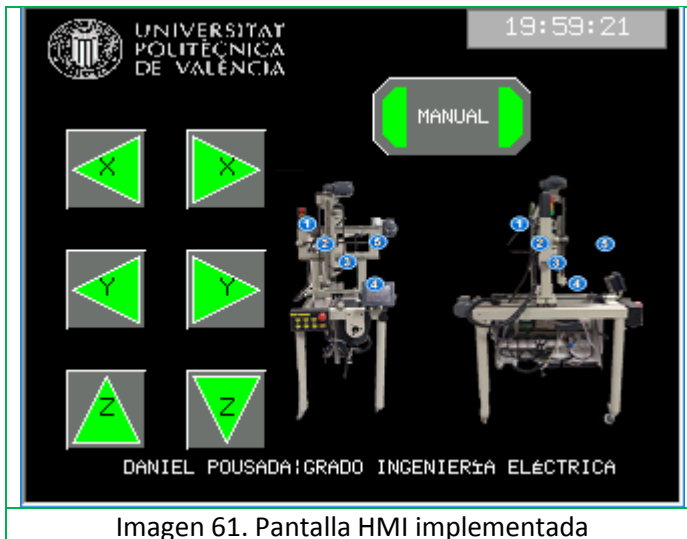 UNIVERSITAT
POLITÈCNICA
DE VALÈNCIA
19:59:21
MANUAL
X X
1 2 3 4 5
1 2 3 4 5
Y Y
Z Z
DANIEL POUSADA|GRADO INGENIERíA ELéCTRICA
Imagen 61. Pantalla HMI implementada